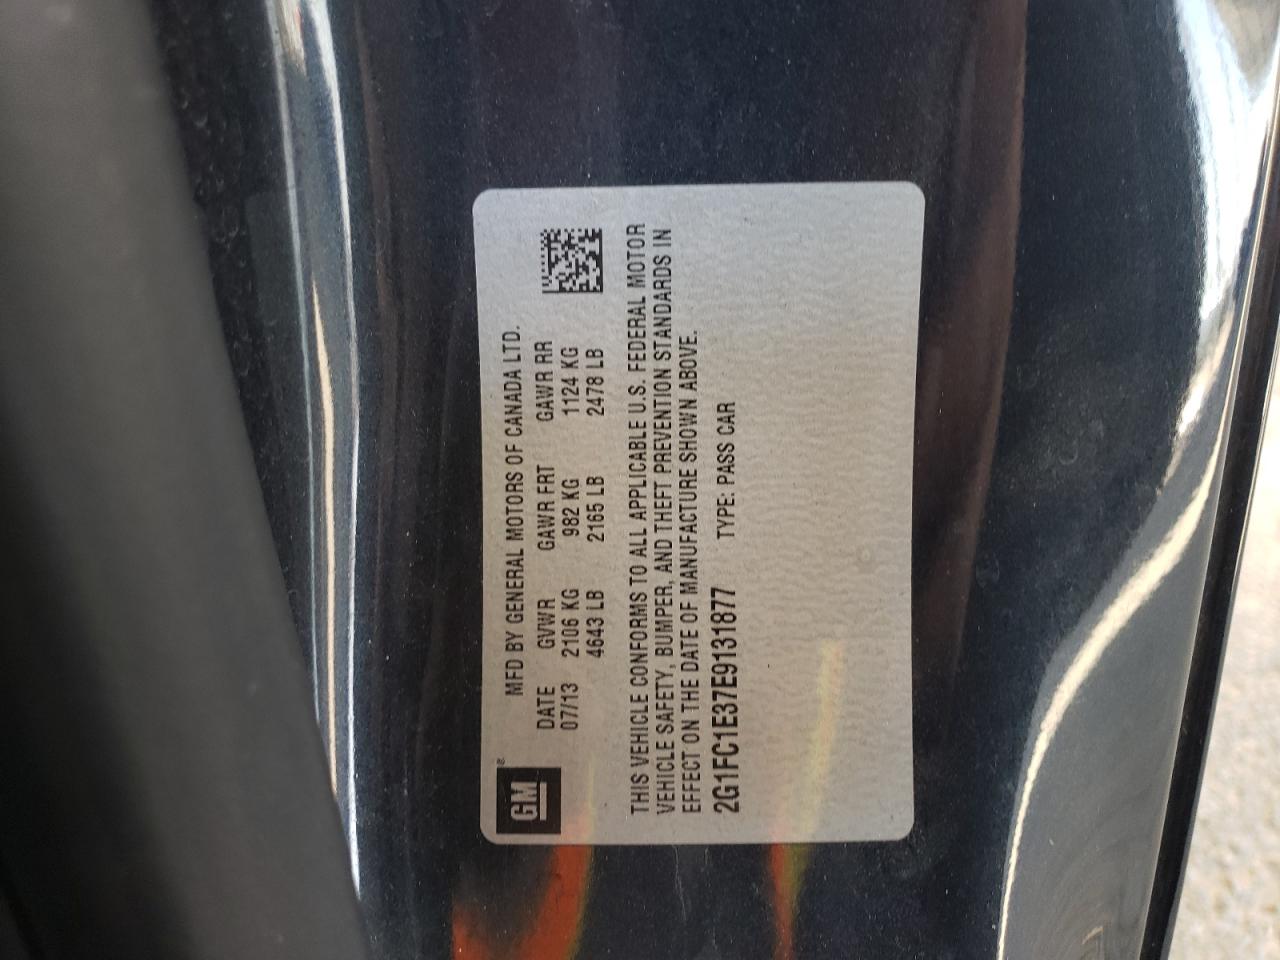 GM®
MFD BY GENERAL MOTORS OF CANADA LTD.
DATE GVWR GAWR FRT GAWR RR
07/13 2106 KG 982 KG 1124 KG
4643 LB 2165 LB 2478 LB
THIS VEHICLE CONFORMS TO ALL APPLICABLE U.S. FEDERAL MOTOR
VEHICLE SAFETY, BUMPER, AND THEFT PREVENTION STANDARDS IN
EFFECT ON THE DATE OF MANUFACTURE SHOWN ABOVE.
2G1FC1E37E9131877 TYPE: PASS CAR